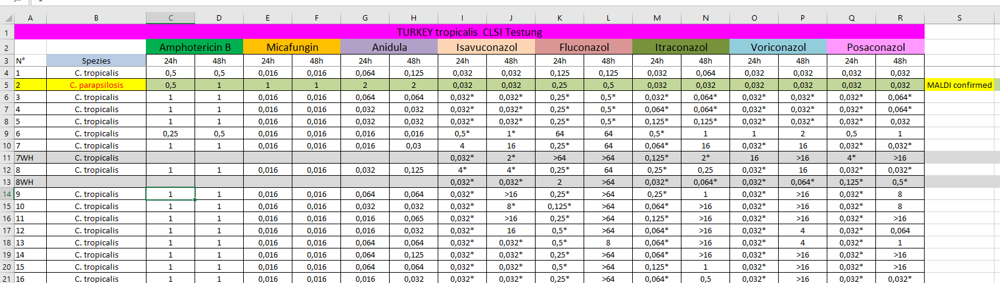 A B C D E F G H I J K L M N O P Q R S
1 TURKEY tropicalis CLSI Testung
2 Amphotericin B Micafungin Anidula Isavuconazol Fluconazol Itraconazol Voriconazol Posaconazol
3 N° Spezies 24h 48h 24h 48h 24h 48h 24h 48h 24h 48h 24h 48h 24h 48h 24h 48h
4 1 C. tropicalis 0,5 0,5 0,016 0,016 0,064 0,125 0,032 0,032 0,125 0,125 0,032 0,064 0,032 0,032 0,032 0,032
5 2 C. parapsilosis 0,5 1 1 1 2 2 0,032 0,032 0,25 0,5 0,032 0,032 0,032 0,032 0,032 0,032 MALDI confirmed
6 3 C. tropicalis 1 1 0,016 0,016 0,064 0,064 0,032* 0,032* 0,25* 0,5* 0,032* 0,064* 0,032* 0,032* 0,032* 0,064*
7 4 C. tropicalis 1 1 0,016 0,016 0,032 0,032 0,032* 0,032* 0,25* 0,5* 0,064* 0,064* 0,032* 0,032* 0,032* 0,064*
8 5 C. tropicalis 1 1 0,016 0,016 0,032 0,032 0,032* 0,032* 0,25* 0,5* 0,125* 0,125* 0,032* 0,032* 0,032* 0,032
9 6 C. tropicalis 0,25 0,5 0,016 0,016 0,016 0,016 0,5* 1* 64 64 0,5* 1 1 2 0,5 1
10 7 C. tropicalis 1 1 0,016 0,016 0,016 0,03 4 16 0,25* 64 0,064* 16 0,032* 16 0,032* 0,032*
11 7WH C. tropicalis 0,032* 2* >64 >64 0,125* 2* 16 >16 4* >16
12 8 C. tropicalis 1 1 0,016 0,016 0,032 0,125 4* 4* 0,25* 64 0,25* 0,25 0,032* 16 0,032* 0,032*
13 8WH 0,032* 0,032* 2 >64 0,032* 0,064* 0,032* 0,064* 0,125* 0,5*
14 9 C. tropicalis 1 1 0,016 0,016 0,064 0,064 0,032* >16 0,25* >64 0,25* 1 0,032* >16 0,032* 8
15 10 C. tropicalis 1 1 0,016 0,016 0,032 0,032 0,032* 8* 0,125* >64 0,064* >16 0,032* >16 0,032* 8
16 11 C. tropicalis 1 1 0,016 0,016 0,016 0,065 0,032* >16 0,25* >64 0,125* >16 0,032* >16 0,032* >16
17 12 C. tropicalis 1 1 0,016 0,016 0,016 0,032 0,032* 16 0,5* >64 0,064* >16 0,032* 4 0,032* 0,064
18 13 C. tropicalis 1 1 0,016 0,016 0,064 0,064 0,032* 0,032* 0,5* 8 0,064* >16 0,032* 4 0,032* 1
19 14 C. tropicalis 1 1 0,016 0,016 0,064 0,125 0,032* 0,032* 0,25* >64 0,064* >16 0,032* >16 0,032* >16
20 15 C. tropicalis 1 1 0,016 0,016 0,064 0,064 0,032* 0,032* 0,5* >64 0,125* 1 0,032* >16 0,032* >16
21 16 C. tropicalis 1 1 0,016 0,016 0,016 0,032 0,032* 0,032* 0,25* >64 0,064* 0,5 0,032* >16 0,032* 0,032*